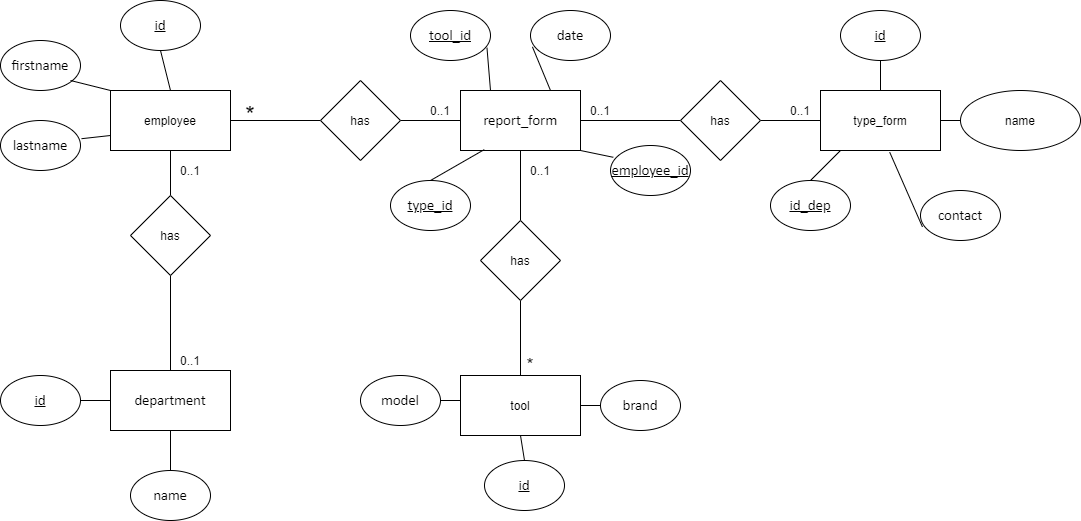 id
tool_id
date
id
firstname
*
0..1
0..1
0..1
employee
has
report_form
has
type_form
name
lastname
0..1
0..1
employee_id
type_id
id_dep
contact
has
has
0..1
*
id
department
model
tool
brand
name
id